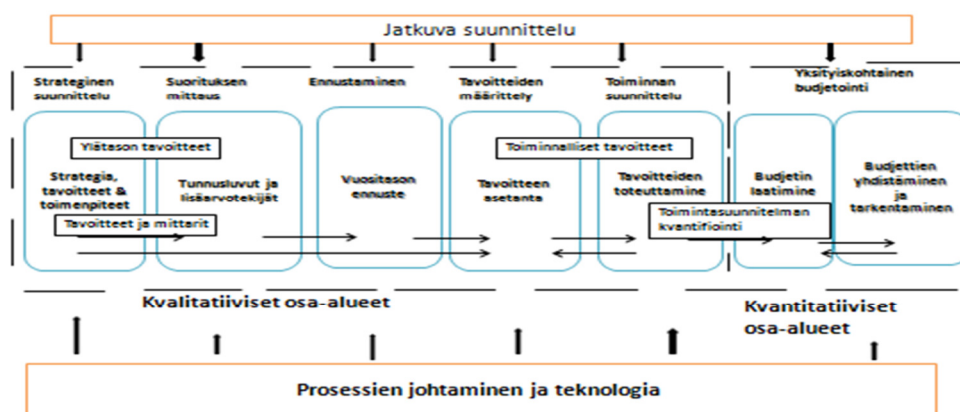 Jatkuva suunnittelu
Strateginen
suunnittelu
Suorituksen
mittaus
Ennustaminen
Tavoitteiden
määrittely
Toiminnan
suunnittelu
Yksityiskohtainen
budjetointi
Ylätason tavoitteet
Toiminnalliset tavoitteet
Strategia,
tavoitteet &
toimenpiteet
Tunnusluvut ja
lisäarvotekijät
Vuositason
ennuste
Tavoitteen
asetanta
Tavoitteiden
toteuttaminen
Budjetin
laatimine
Budjettien
yhdistäminen
ja
tarkentaminen
Tavoitteet ja mittarit
Toimintasuunnitelman
kvantifiointi
Kvalitatiiviset osa-alueet
Kvantitatiiviset
osa-alueet
Prosessien johtaminen ja teknologia